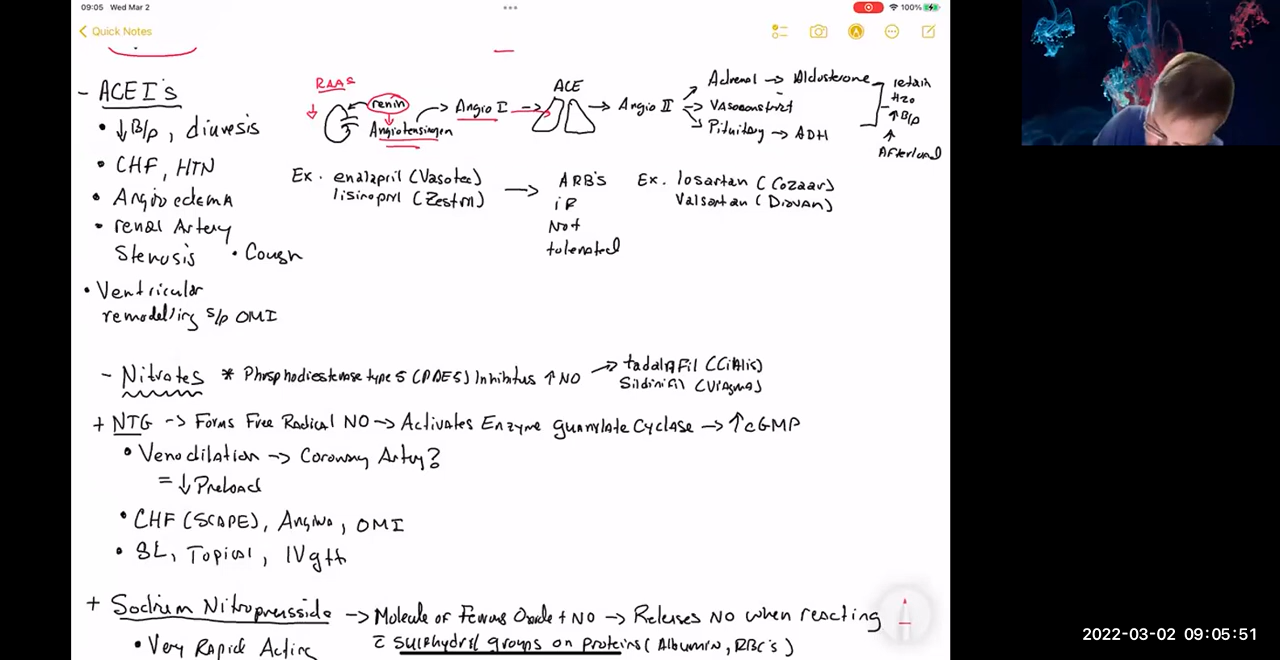 09:05 Wed Mar 2
100%
Quick Notes
- ACEI's
• ↓B/p, diuresis
• CHF, HTN
• Angioedema
• renal Artery
Stenosis • Cough
• Ventricular
remodelling s/p OMI
RAAS
↓
renin
Angiotensinogen
→ Angio I →
ACE
→ Angio II
Adrenal → Aldosterone
→ Vasoconstrict
Pituitary → ADH
retain
H2O
↑B/p
↑
Afterload
Ex. enalapril (Vasotec)
lisinopril (Zestril)
→
ARB's
if
Not
tolerated
Ex. losartan (Cozaar)
Valsartan (Diovan)
- Nitrates * Phosphodiesterase type 5 (PDE5) Inhibitors ↑NO
→ tadalafil (Cialis)
Sildinifil (Viagra)
+ NTG → Forms Free Radical NO → Activates Enzyme guanylate Cyclase → ↑cGMP
• Venodilation → Coronary Artery?
= ↓Preload
• CHF (SCAPE), Angina, OMI
• SL, Topical, IVgtt
+ Sodium Nitroprusside → Molecule of Ferrous Oxide + NO → Releases NO when reacting
• Very Rapid Acting
c̄ sulfhydryl groups on proteins (Albumin, RBC's)
2022-03-02 09:05:51